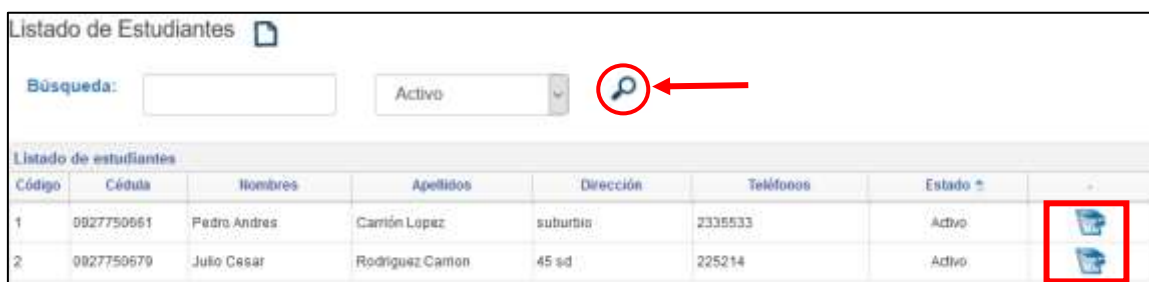 Listado de Estudiantes
Búsqueda: Activo
Listado de estudiantes
Código Cédula Nombres Apellidos Dirección Teléfonos Estado -
1 0927750661 Pedro Andres Carrión Lopez suburbio 2335533 Activo
2 0927750679 Julio Cesar Rodriguez Carrion 45 sd 225214 Activo